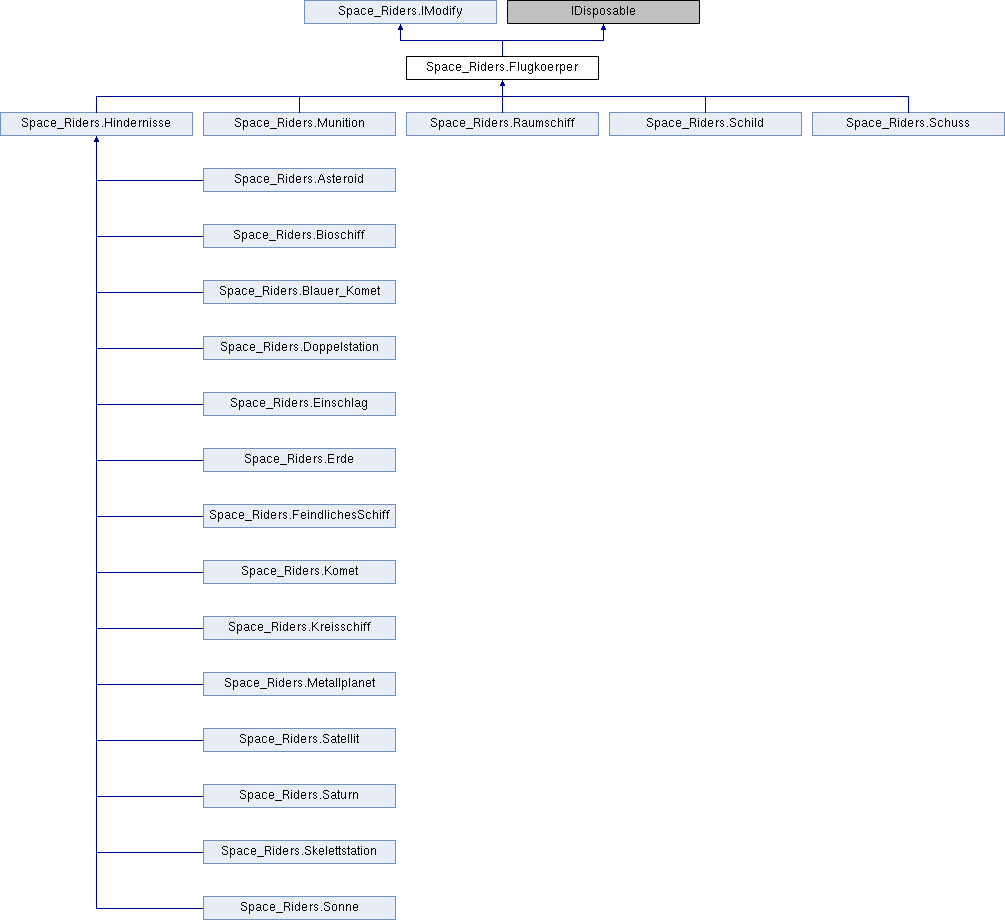 Space_Riders.IModify
IDisposable
Space_Riders.Flugkoerper
Space_Riders.Hindernisse
Space_Riders.Munition
Space_Riders.Raumschiff
Space_Riders.Schild
Space_Riders.Schuss
Space_Riders.Asteroid
Space_Riders.Bioschiff
Space_Riders.Blauer_Komet
Space_Riders.Doppelstation
Space_Riders.Einschlag
Space_Riders.Erde
Space_Riders.FeindlichesSchiff
Space_Riders.Komet
Space_Riders.Kreisschiff
Space_Riders.Metallplanet
Space_Riders.Satellit
Space_Riders.Saturn
Space_Riders.Skelettstation
Space_Riders.Sonne